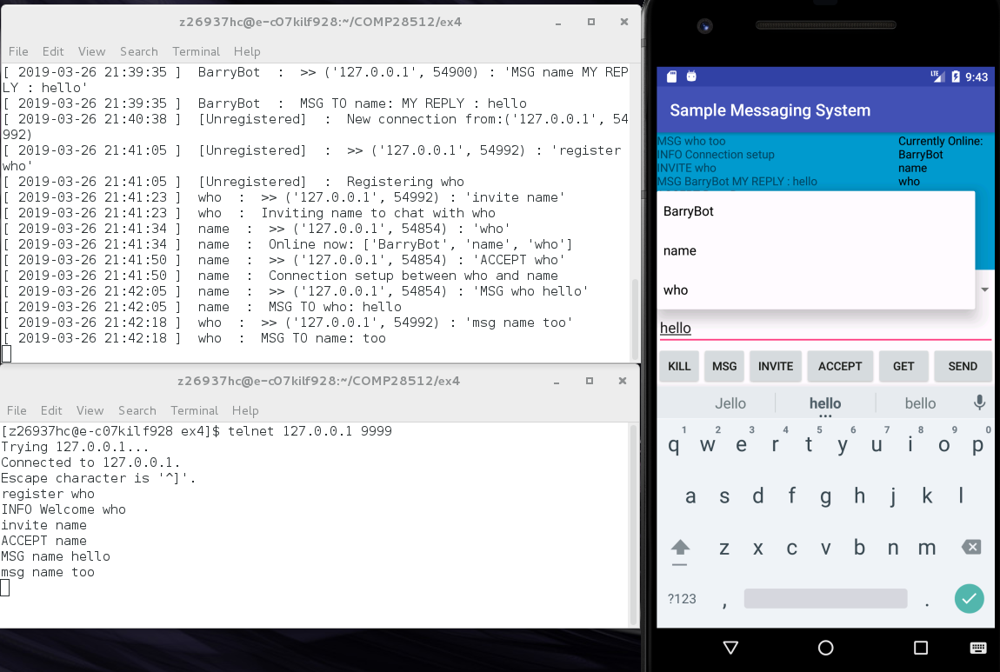 z26937hc@e-c07kilf928:~/COMP28512/ex4
File Edit View Search Terminal Help
[ 2019-03-26 21:39:35 ]  BarryBot  :  >> ('127.0.0.1', 54900) : 'MSG name MY REP
LY : hello'
[ 2019-03-26 21:39:35 ]  BarryBot  :  MSG TO name: MY REPLY : hello
[ 2019-03-26 21:40:38 ]  [Unregistered]  :  New connection from:('127.0.0.1', 54
992)
[ 2019-03-26 21:41:05 ]  [Unregistered]  :  >> ('127.0.0.1', 54992) : 'register
who'
[ 2019-03-26 21:41:05 ]  [Unregistered]  :  Registering who
[ 2019-03-26 21:41:23 ]  who  :  >> ('127.0.0.1', 54992) : 'invite name'
[ 2019-03-26 21:41:23 ]  who  :  Inviting name to chat with who
[ 2019-03-26 21:41:34 ]  name  :  >> ('127.0.0.1', 54854) : 'who'
[ 2019-03-26 21:41:34 ]  name  :  Online now: ['BarryBot', 'name', 'who']
[ 2019-03-26 21:41:50 ]  name  :  >> ('127.0.0.1', 54854) : 'ACCEPT who'
[ 2019-03-26 21:41:50 ]  name  :  Connection setup between who and name
[ 2019-03-26 21:42:05 ]  name  :  >> ('127.0.0.1', 54854) : 'MSG who hello'
[ 2019-03-26 21:42:05 ]  name  :  MSG TO who: hello
[ 2019-03-26 21:42:18 ]  who  :  >> ('127.0.0.1', 54992) : 'msg name too'
[ 2019-03-26 21:42:18 ]  who  :  MSG TO name: too
z26937hc@e-c07kilf928:~/COMP28512/ex4
File Edit View Search Terminal Help
[z26937hc@e-c07kilf928 ex4]$ telnet 127.0.0.1 9999
Trying 127.0.0.1...
Connected to 127.0.0.1.
Escape character is '^]'.
register who
INFO Welcome who
invite name
ACCEPT name
MSG name hello
msg name too
LTE 9:43
Sample Messaging System
MSG who too
INFO Connection setup
INVITE who
MSG BarryBot MY REPLY : hello
Currently Online:
BarryBot
name
who
BarryBot
name
who
hello
KILL MSG INVITE ACCEPT GET SEND
Jello hello bello
1 2 3 4 5 6 7 8 9 0
q w e r t y u i o p
a s d f g h j k l
z x c v b n m
?123 , .